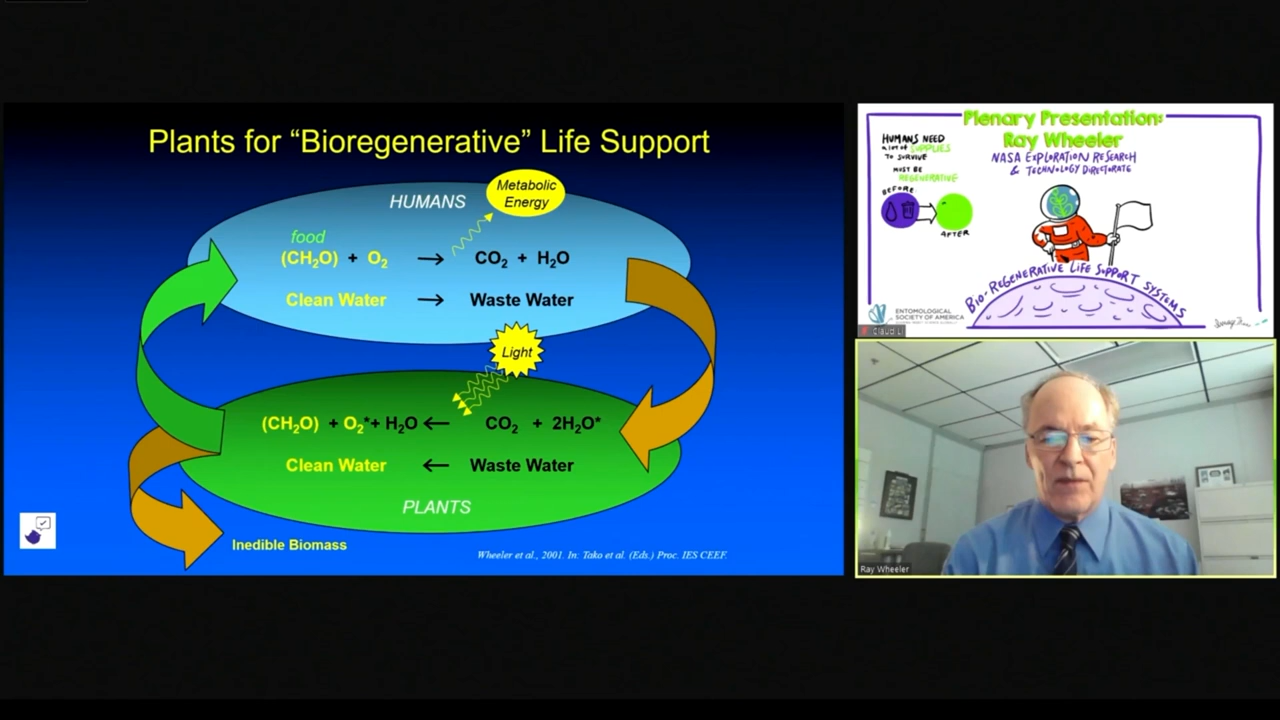 Plants for “Bioregenerative” Life Support
HUMANS
Metabolic
Energy
food
(CH2O) + O2 → CO2 + H2O
Clean Water → Waste Water
Light
(CH2O) + O2*+ H2O ← CO2 + 2H2O*
Clean Water ← Waste Water
PLANTS
Inedible Biomass
Wheeler et al., 2001. In: Tako et al. (Eds.) Proc. IES CEEF.
Plenary Presentation:
Ray Wheeler
NASA EXPLORATION RESEARCH
& TECHNOLOGY DIRECTORATE
HUMANS NEED
A LOT OF SUPPLIES
TO SURVIVE
MUST BE
REGENERATIVE
BEFORE
AFTER
BIO-REGENERATIVE LIFE SUPPORT SYSTEMS
ENTOMOLOGICAL
SOCIETY OF AMERICA
Claud Li
Ray Wheeler